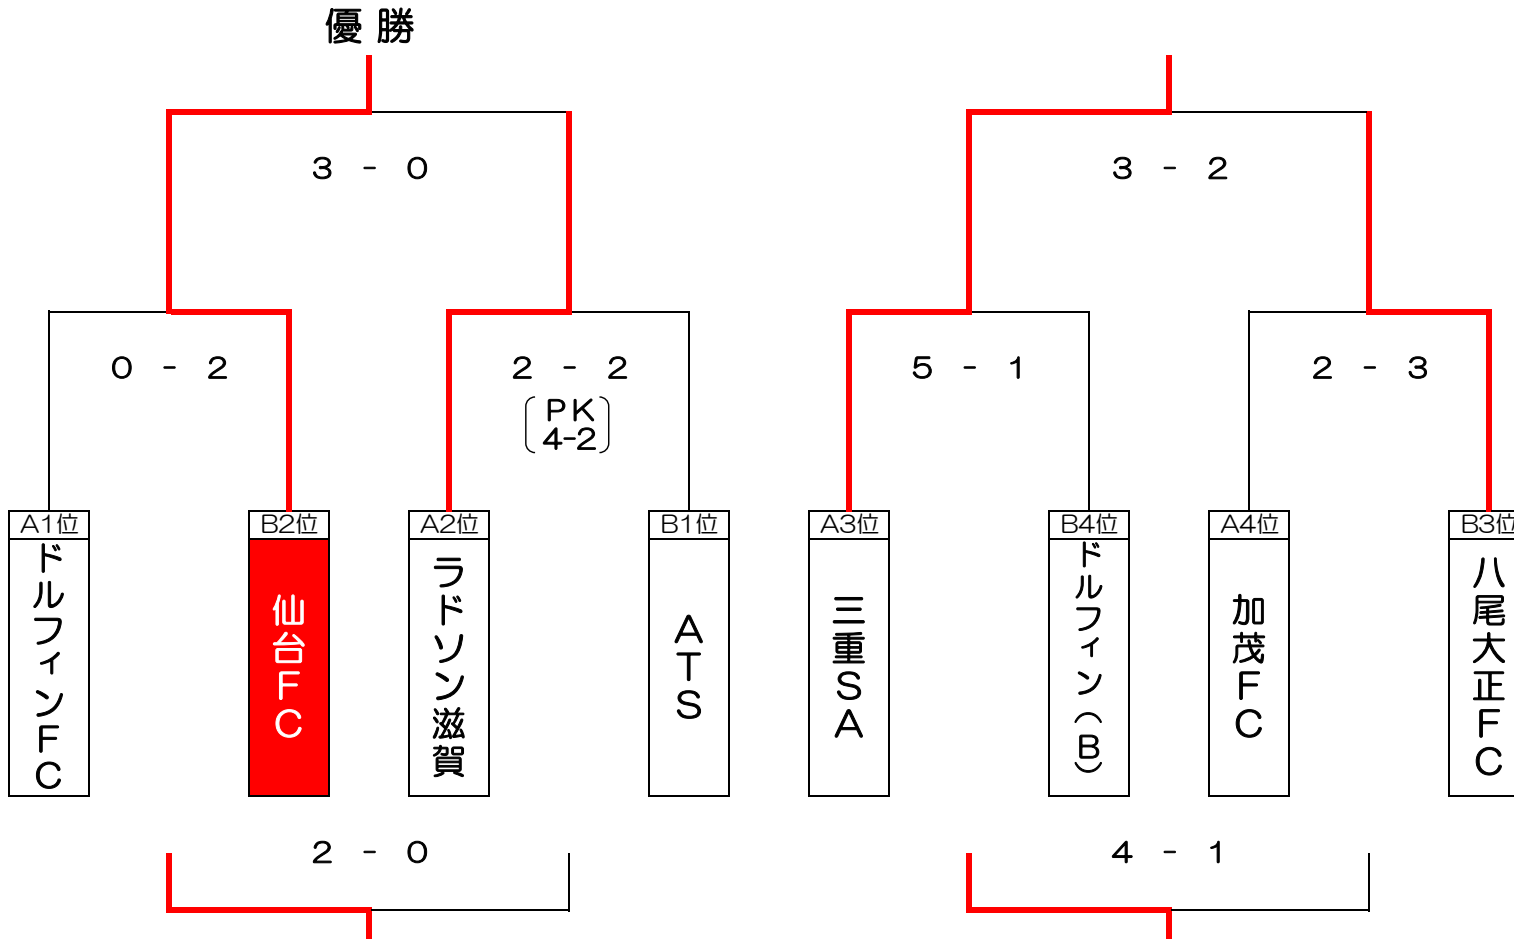 優勝
3 - 0
3 - 2
0 - 2
2 - 2
5 - 1
2 - 3
PK
4-2
A1位
B2位
A2位
B1位
A3位
B4位
A4位
B3位
ドルフィンFC
仙台FC
ラドソン滋賀
ATS
三重SA
ドルフィン(B)
加茂FC
八尾大正FC
2 - 0
4 - 1